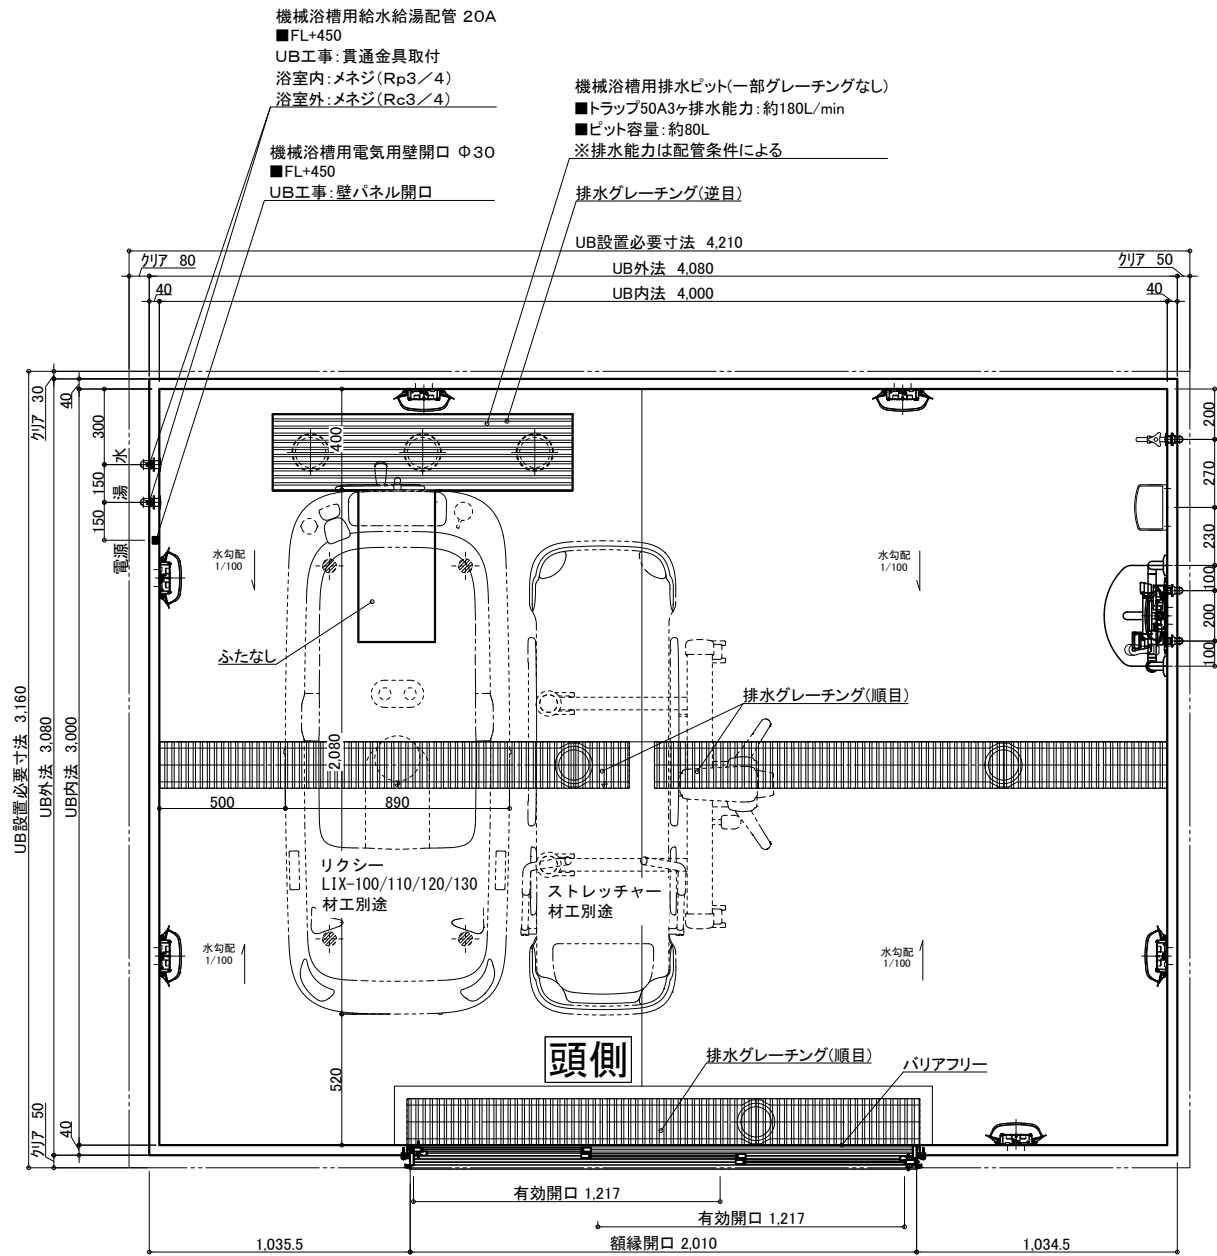 機械浴槽用給水給湯配管 20A
■FL+450
UB工事:貫通金具取付
浴室内:メネジ(Rp3/4)
浴室外:メネジ(Rc3/4)
機械浴槽用排水ピット(一部グレーチングなし)
■トラップ50A3ヶ排水能力:約180L/min
■ピット容量:約80L
※排水能力は配管条件による
機械浴槽用電気用壁開口 Φ30
■FL+450
UB工事:壁パネル開口
排水グレーチング(逆目)
UB設置必要寸法 4,210
クリア 80
UB外法 4,080
クリア 50
40
UB内法 4,000
40
クリア 30
40
300
150
150
水
湯
電源
400
200
270
230
100
200
100
水勾配
1/100
水勾配
1/100
ふたなし
排水グレーチング(順目)
UB設置必要寸法 3,160
UB外法 3,080
UB内法 3,000
2,080
500
890
リクシー
LIX-100/110/120/130
材工別途
ストレッチャー
材工別途
水勾配
1/100
水勾配
1/100
頭側
排水グレーチング(順目)
バリアフリー
520
クリア 50
40
有効開口 1,217
有効開口 1,217
1,035.5
額縁開口 2,010
1,034.5